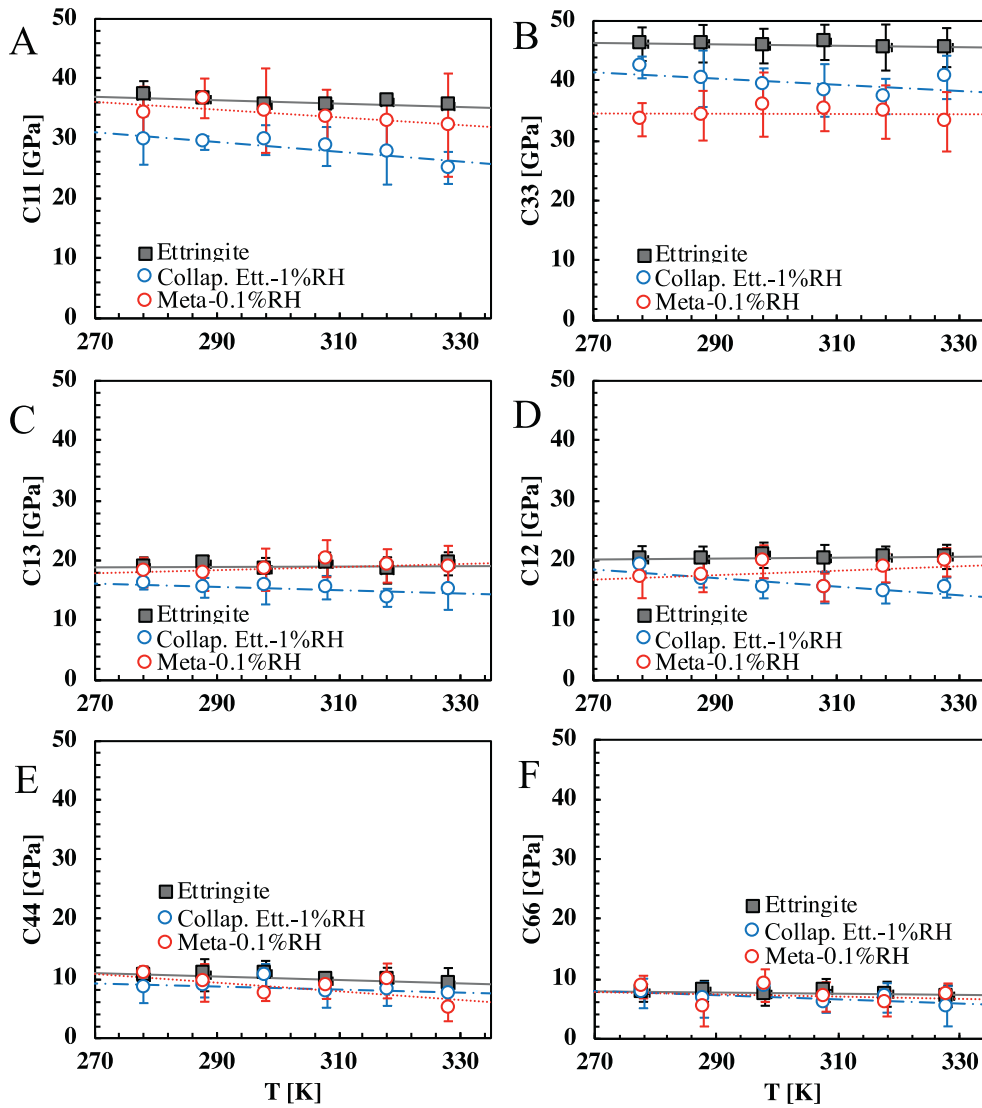 A
50
40
30
20
10
0
C11 [GPa]
Ettringite
Collap. Ett.-1%RH
Meta-0.1%RH
270 290 310 330
B
50
40
30
20
10
0
C33 [GPa]
Ettringite
Collap. Ett.-1%RH
Meta-0.1%RH
270 290 310 330
C
50
40
30
20
10
0
C13 [GPa]
Ettringite
Collap. Ett.-1%RH
Meta-0.1%RH
270 290 310 330
D
50
40
30
20
10
0
C12 [GPa]
Ettringite
Collap. Ett.-1%RH
Meta-0.1%RH
270 290 310 330
E
50
40
30
20
10
0
C44 [GPa]
Ettringite
Collap. Ett.-1%RH
Meta-0.1%RH
270 290 310 330
T [K]
F
50
40
30
20
10
0
C66 [GPa]
Ettringite
Collap. Ett.-1%RH
Meta-0.1%RH
270 290 310 330
T [K]